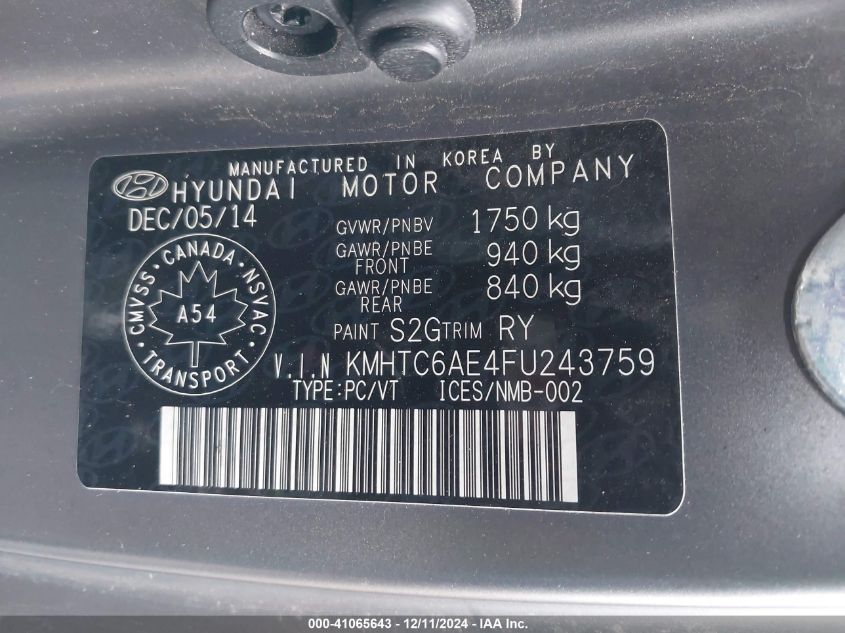 MANUFACTURED IN KOREA BY
HYUNDAI MOTOR COMPANY
DEC/05/14
GVWR/PNBV 1750 kg
GAWR/PNBE FRONT 940 kg
GAWR/PNBE REAR 840 kg
CMVSS • CANADA • NSVAC • TRANSPORT •
A54
PAINT S2G TRIM RY
V.I.N KMHTC6AE4FU243759
TYPE:PC/VT ICES/NMB-002
000-41065643 - 12/11/2024 - IAA Inc.